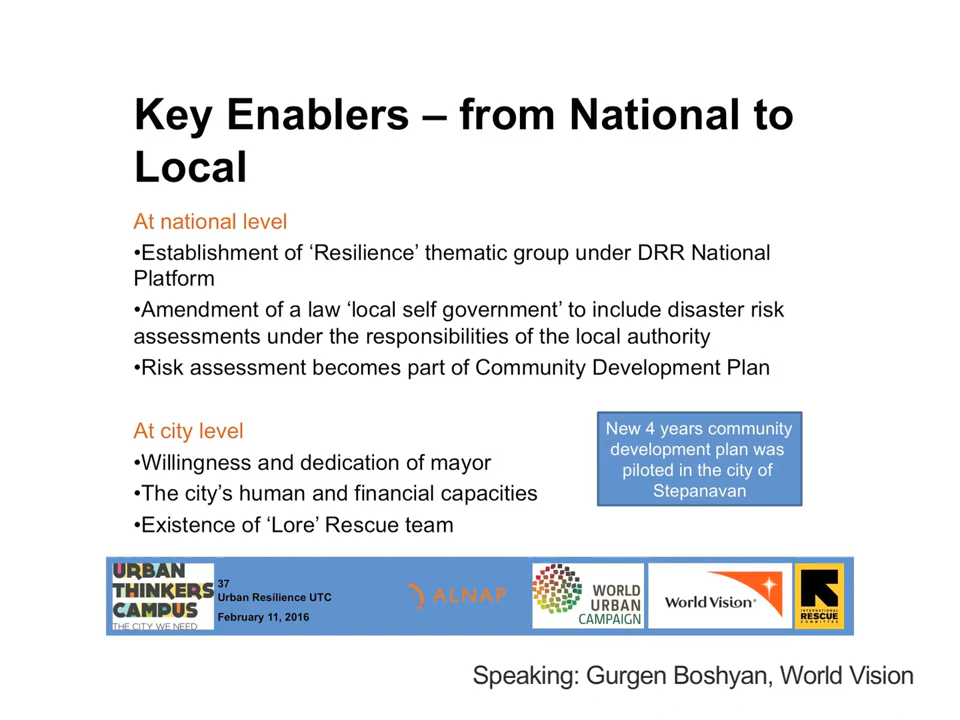 Key Enablers – from National to
Local
At national level
•Establishment of ‘Resilience’ thematic group under DRR National
Platform
•Amendment of a law ‘local self government’ to include disaster risk
assessments under the responsibilities of the local authority
•Risk assessment becomes part of Community Development Plan
At city level
•Willingness and dedication of mayor
•The city’s human and financial capacities
•Existence of ‘Lore’ Rescue team
New 4 years community
development plan was
piloted in the city of
Stepanavan
URBAN
THINKERS
CAMPUS
THE CITY WE NEED
37
Urban Resilience UTC
February 11, 2016
ALNAP
WORLD
URBAN
CAMPAIGN
World Vision
INTERNATIONAL
RESCUE
COMMITTEE
Speaking: Gurgen Boshyan, World Vision